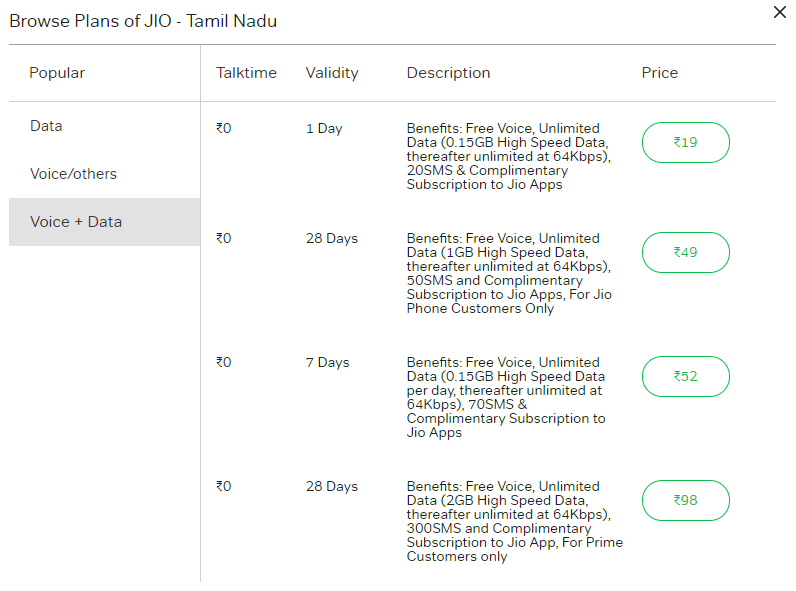 Browse Plans of JIO - Tamil Nadu
Popular
Talktime
Validity
Description
Price
Data
Voice/others
Voice + Data
₹0
1 Day
Benefits: Free Voice, Unlimited
Data (0.15GB High Speed Data,
thereafter unlimited at 64Kbps),
20SMS & Complimentary
Subscription to Jio Apps
₹19
₹0
28 Days
Benefits: Free Voice, Unlimited
Data (1GB High Speed Data,
thereafter unlimited at 64Kbps),
50SMS and Complimentary
Subscription to Jio Apps, For Jio
Phone Customers Only
₹49
₹0
7 Days
Benefits: Free Voice, Unlimited
Data (0.15GB High Speed Data
per day, thereafter unlimited at
64Kbps), 70SMS &
Complimentary Subscription to
Jio Apps
₹52
₹0
28 Days
Benefits: Free Voice, Unlimited
Data (2GB High Speed Data,
thereafter unlimited at 64Kbps),
300SMS and Complimentary
Subscription to Jio App, For Prime
Customers only
₹98